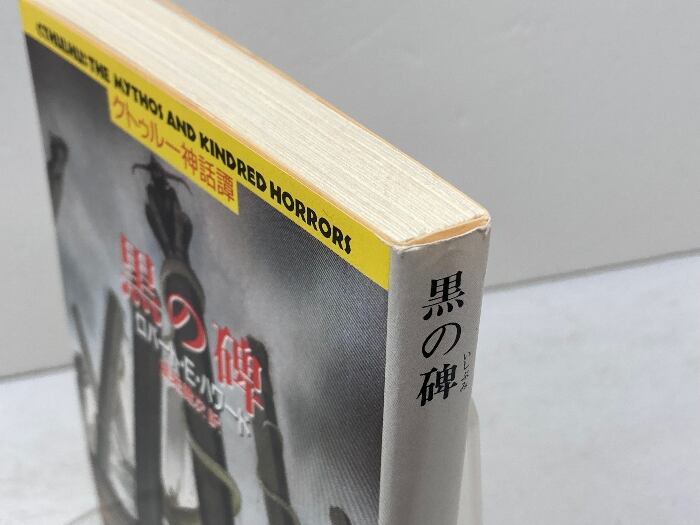 CTHULHU: THE MYTHOS AND KINDRED HORRORS
クトゥルー神話譚
黒の碑
ロバート・E・ハワード
黒の碑
いしぶみ